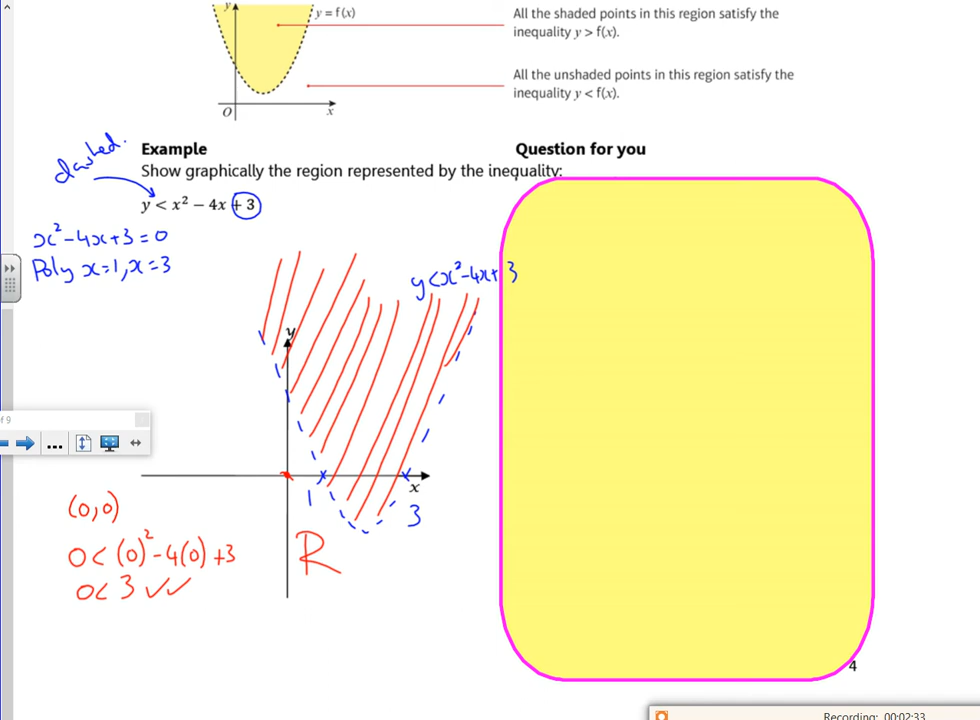 y
y = f(x)
All the shaded points in this region satisfy the
inequality y > f(x).
All the unshaded points in this region satisfy the
inequality y < f(x).
O
x
dashed.
Example
Question for you
Show graphically the region represented by the inequality:
y < x² − 4x + 3
x²-4x+3=0
Poly x=1, x=3
y<x²-4x+3
y
of 9
...
x
1
3
(0,0)
0<(0)²-4(0)+3
0<3 ✓✓
R
4
Recording: 00:02:33